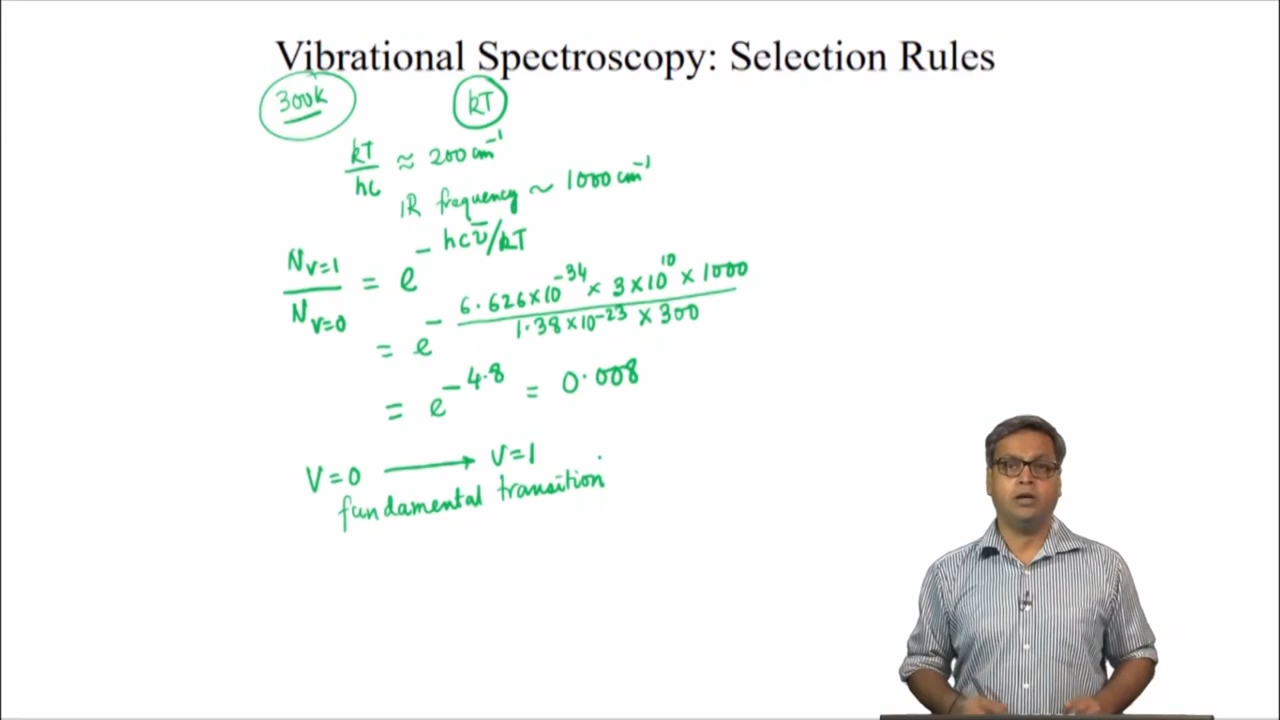 Vibrational Spectroscopy: Selection Rules
300K kT
kT/hc ≈ 200 cm⁻¹
IR frequency ~ 1000 cm⁻¹
N_{V=1}/N_{V=0} = e^{-hcν̄/kT}
= e^{-(6.626×10⁻³⁴ × 3×10¹⁰ × 1000)/(1.38×10⁻²³ × 300)}
= e^{-4.8} = 0.008
V=0 ⟶ V=1
fundamental transition